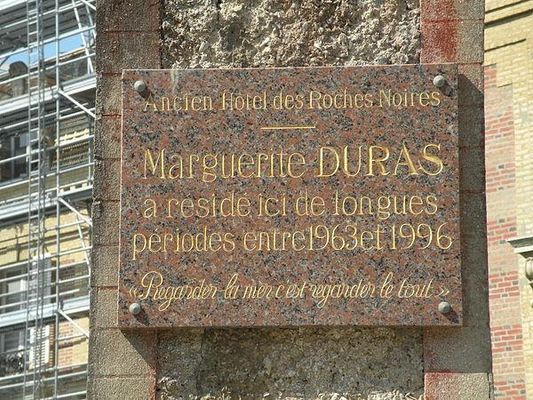 Ancien Hôtel des Roches Noires
Marguerite DURAS
a réside ici de longues
périodes entre 1963 et 1996
«Regarder la mer c'est regarder le tout»